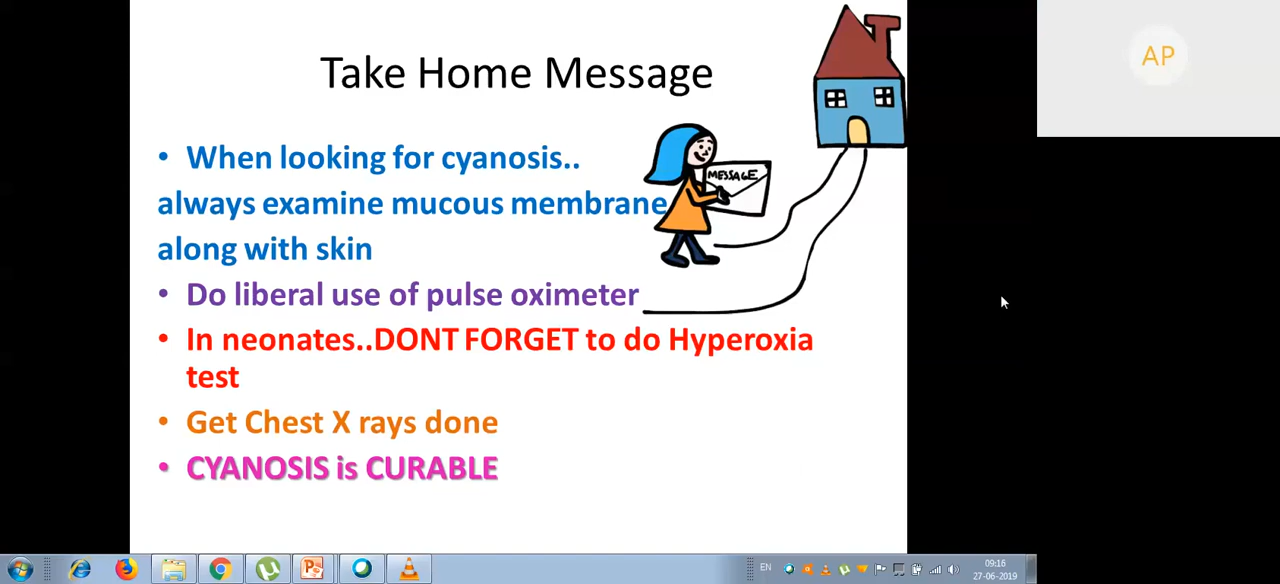 Take Home Message
AP
MESSAGE
• When looking for cyanosis..
always examine mucous membrane
along with skin
• Do liberal use of pulse oximeter
• In neonates..DONT FORGET to do Hyperoxia
test
• Get Chest X rays done
• CYANOSIS is CURABLE
EN
09:16
27-06-2019